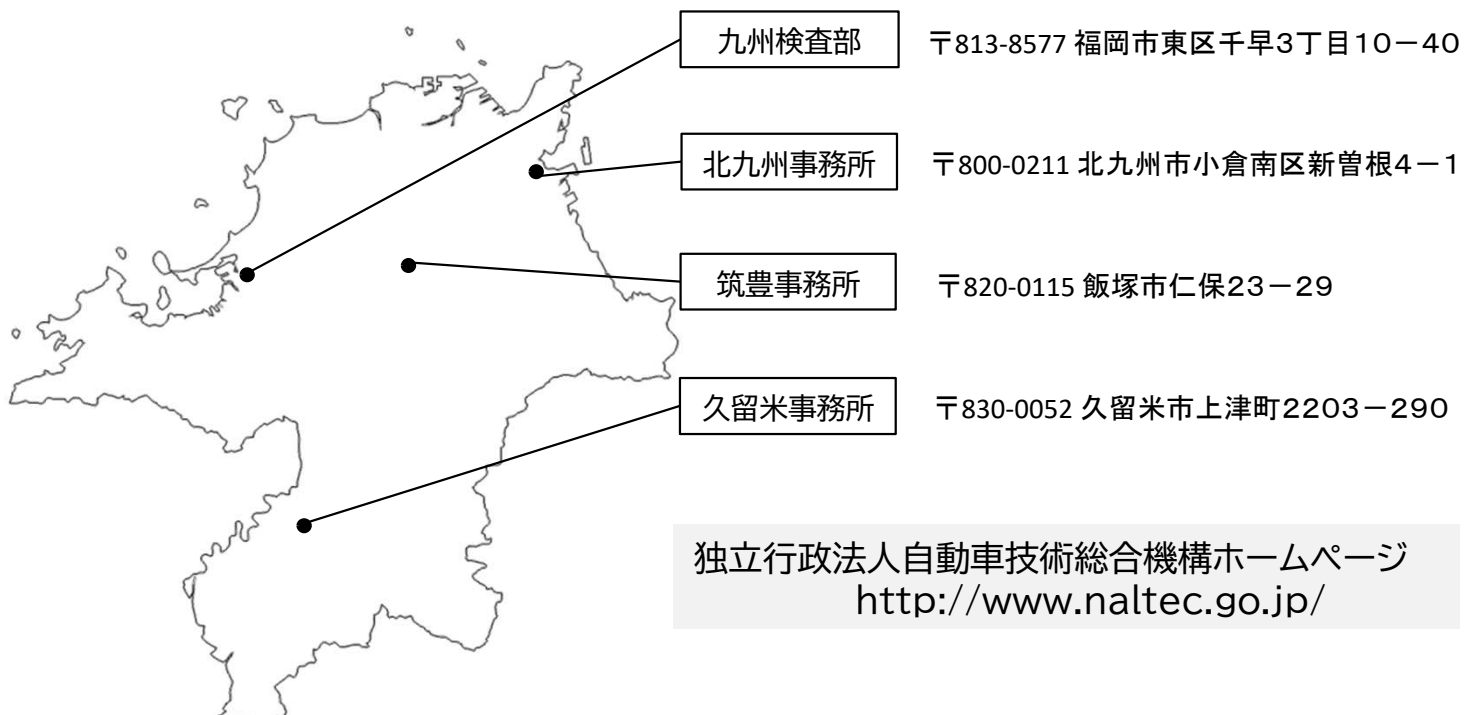 九州検査部 〒813-8577 福岡市東区千早3丁目10－40
北九州事務所 〒800-0211 北九州市小倉南区新曽根4－1
筑豊事務所 〒820-0115 飯塚市仁保23－29
久留米事務所 〒830-0052 久留米市上津町2203－290
独立行政法人自動車技術総合機構ホームページ
http://www.naltec.go.jp/